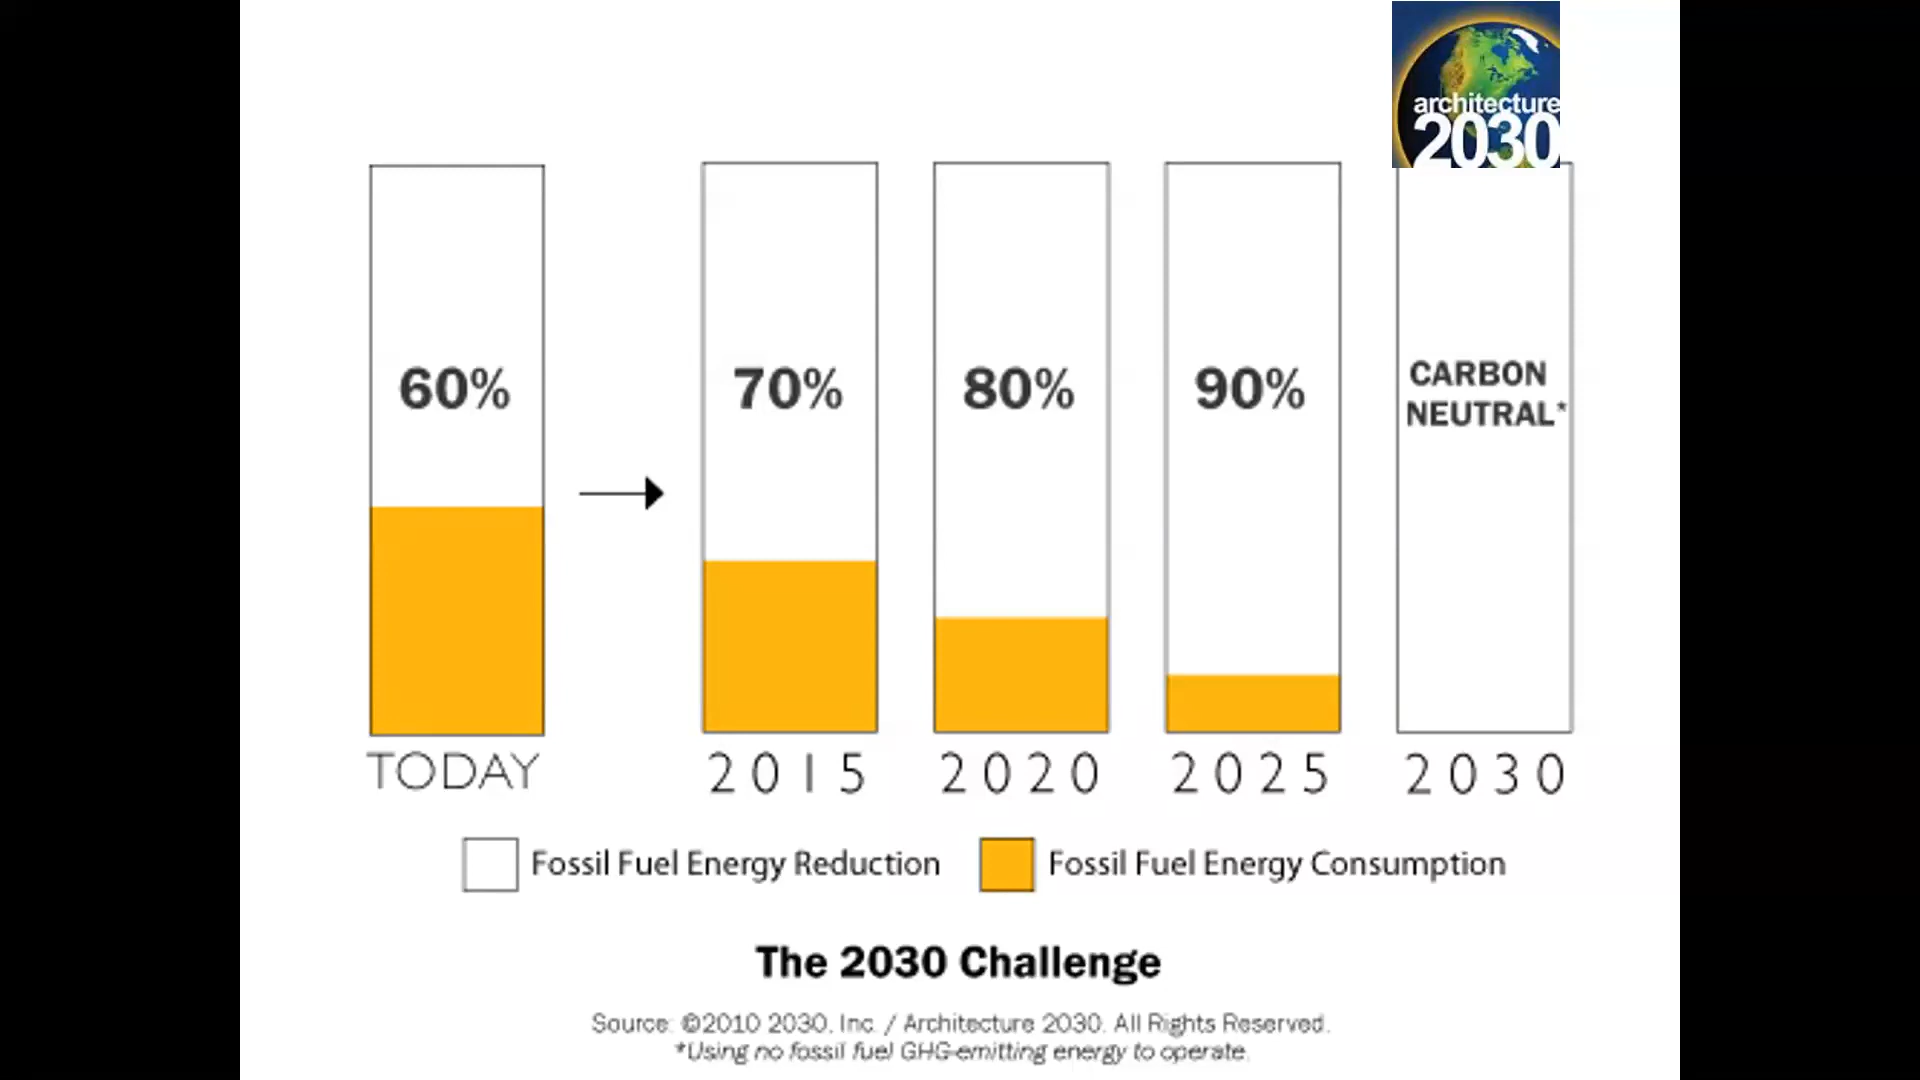 architecture
2030
60%
70%
80%
90%
CARBON
NEUTRAL*
TODAY
2015
2020
2025
2030
Fossil Fuel Energy Reduction
Fossil Fuel Energy Consumption
The 2030 Challenge
Source: ©2010 2030, Inc. / Architecture 2030. All Rights Reserved.
*Using no fossil fuel GHG-emitting energy to operate.